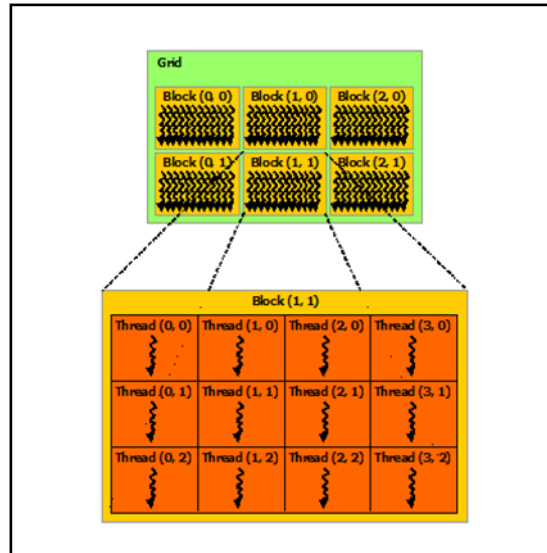 Grid
Block (0, 0) Block (1, 0) Block (2, 0)
Block (0, 1) Block (1, 1) Block (2, 1)
Block (1, 1)
Thread (0, 0) Thread (1, 0) Thread (2, 0) Thread (3, 0)
Thread (0, 1) Thread (1, 1) Thread (2, 1) Thread (3, 1)
Thread (0, 2) Thread (1, 2) Thread (2, 2) Thread (3, 2)